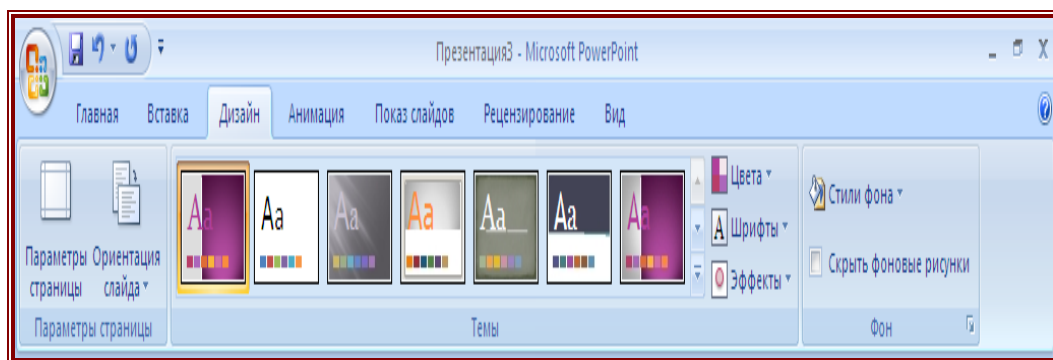 Презентация3 - Microsoft PowerPoint
Главная Вставка Дизайн Анимация Показ слайдов Рецензирование Вид
Aa Aa Aa Aa Aa Aa Aa
Параметры страницы
Ориентация слайда
Цвета
A Шрифты
Эффекты
Стили фона
Скрыть фоновые рисунки
Параметры страницы Темы Фон